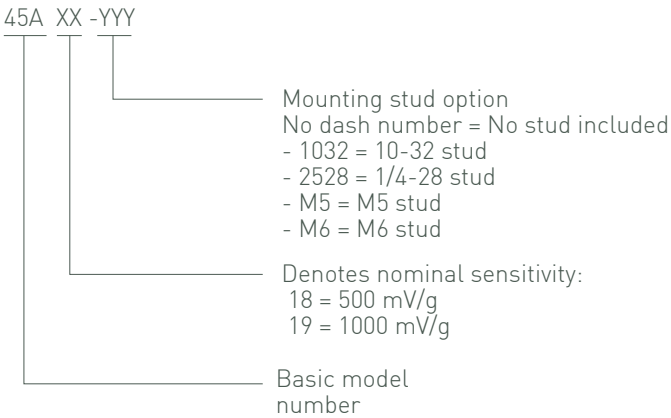 45A XX -YYY
Mounting stud option
No dash number = No stud included
- 1032 = 10-32 stud
- 2528 = 1/4-28 stud
- M5 = M5 stud
- M6 = M6 stud
Denotes nominal sensitivity:
18 = 500 mV/g
19 = 1000 mV/g
Basic model
number